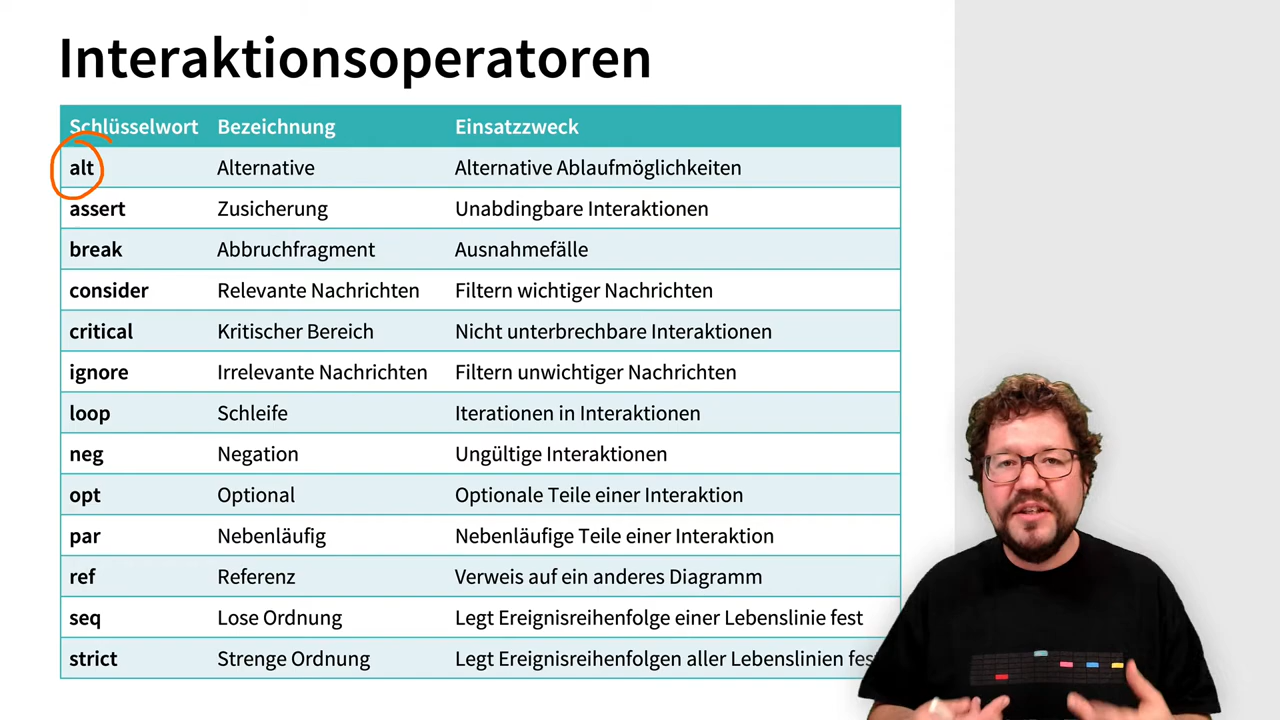 Interaktionsoperatoren
Schlüsselwort Bezeichnung Einsatzzweck
alt Alternative Alternative Ablaufmöglichkeiten
assert Zusicherung Unabdingbare Interaktionen
break Abbruchfragment Ausnahmefälle
consider Relevante Nachrichten Filtern wichtiger Nachrichten
critical Kritischer Bereich Nicht unterbrechbare Interaktionen
ignore Irrelevante Nachrichten Filtern unwichtiger Nachrichten
loop Schleife Iterationen in Interaktionen
neg Negation Ungültige Interaktionen
opt Optional Optionale Teile einer Interaktion
par Nebenläufig Nebenläufige Teile einer Interaktion
ref Referenz Verweis auf ein anderes Diagramm
seq Lose Ordnung Legt Ereignisreihenfolge einer Lebenslinie fest
strict Strenge Ordnung Legt Ereignisreihenfolgen aller Lebenslinien fest